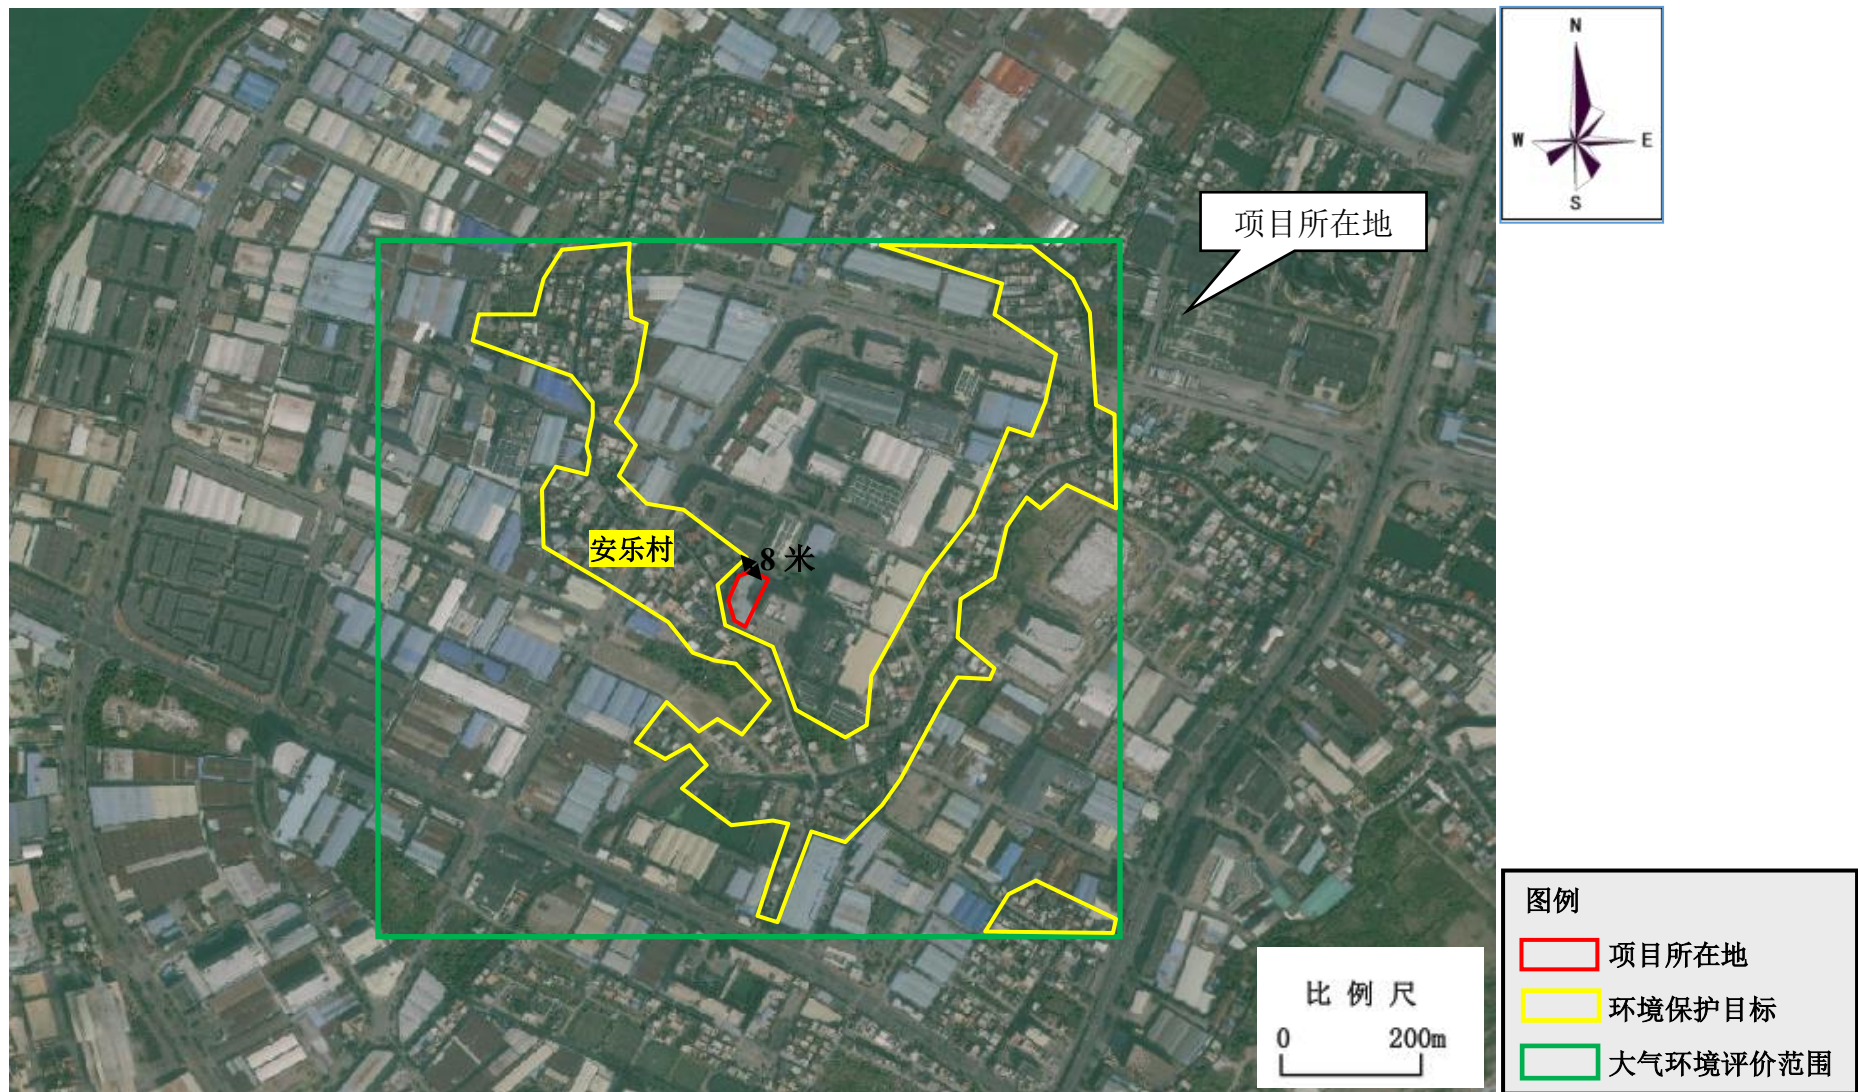 N
W E
S
项目所在地
安乐村
8 米
比 例 尺
0 200m
图例
项目所在地
环境保护目标
大气环境评价范围